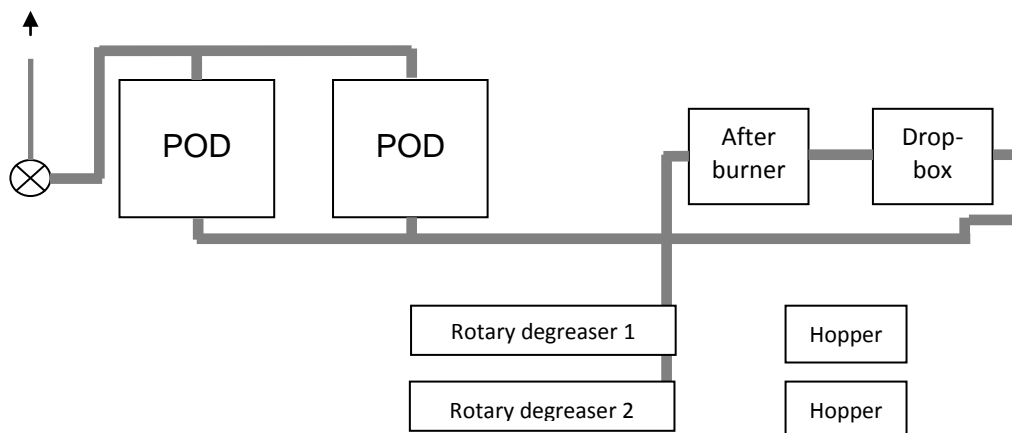 POD
POD
After
burner
Drop-
box
Rotary degreaser 1
Hopper
Rotary degreaser 2
Hopper